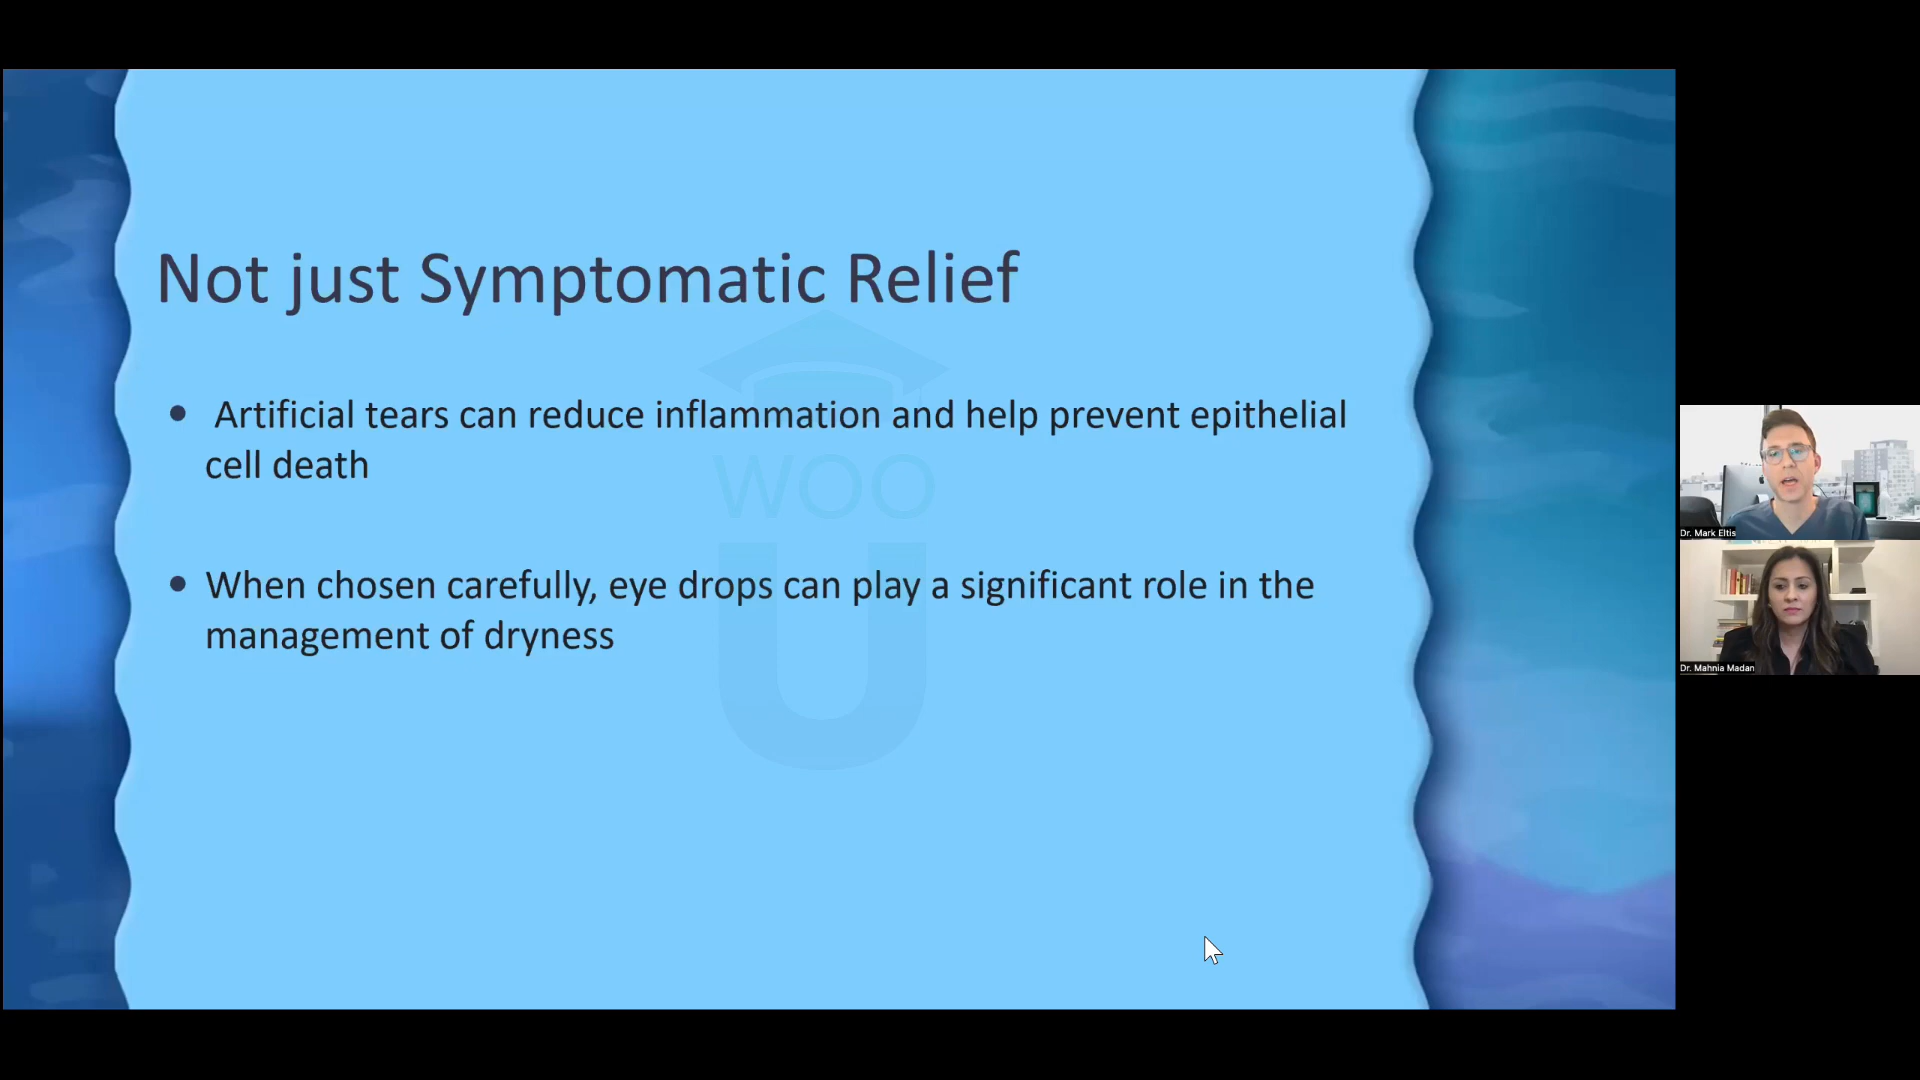 Not just Symptomatic Relief
• Artificial tears can reduce inflammation and help prevent epithelial
cell death
• When chosen carefully, eye drops can play a significant role in the
management of dryness
WOO
U
Dr. Mark Eltis
Dr. Mahnia Madan